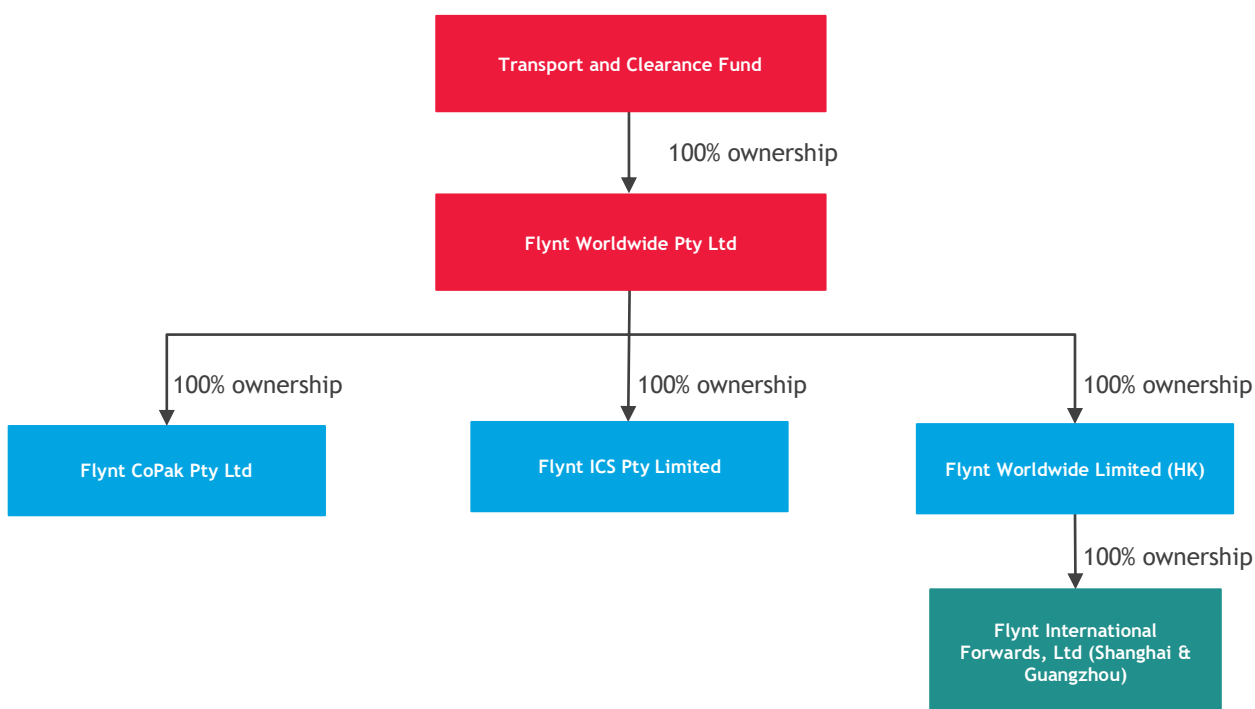 Transport and Clearance Fund
100% ownership
Flynt Worldwide Pty Ltd
100% ownership
100% ownership
100% ownership
Flynt CoPak Pty Ltd
Flynt ICS Pty Limited
Flynt Worldwide Limited (HK)
100% ownership
Flynt International
Forwards, Ltd (Shanghai &
Guangzhou)